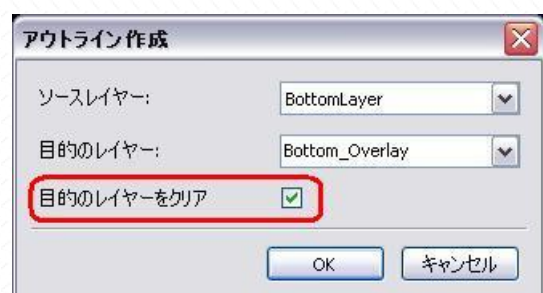 アウトライン作成
ソースレイヤー: BottomLayer
目的のレイヤー: Bottom_Overlay
目的のレイヤーをクリア
OK キャンセル